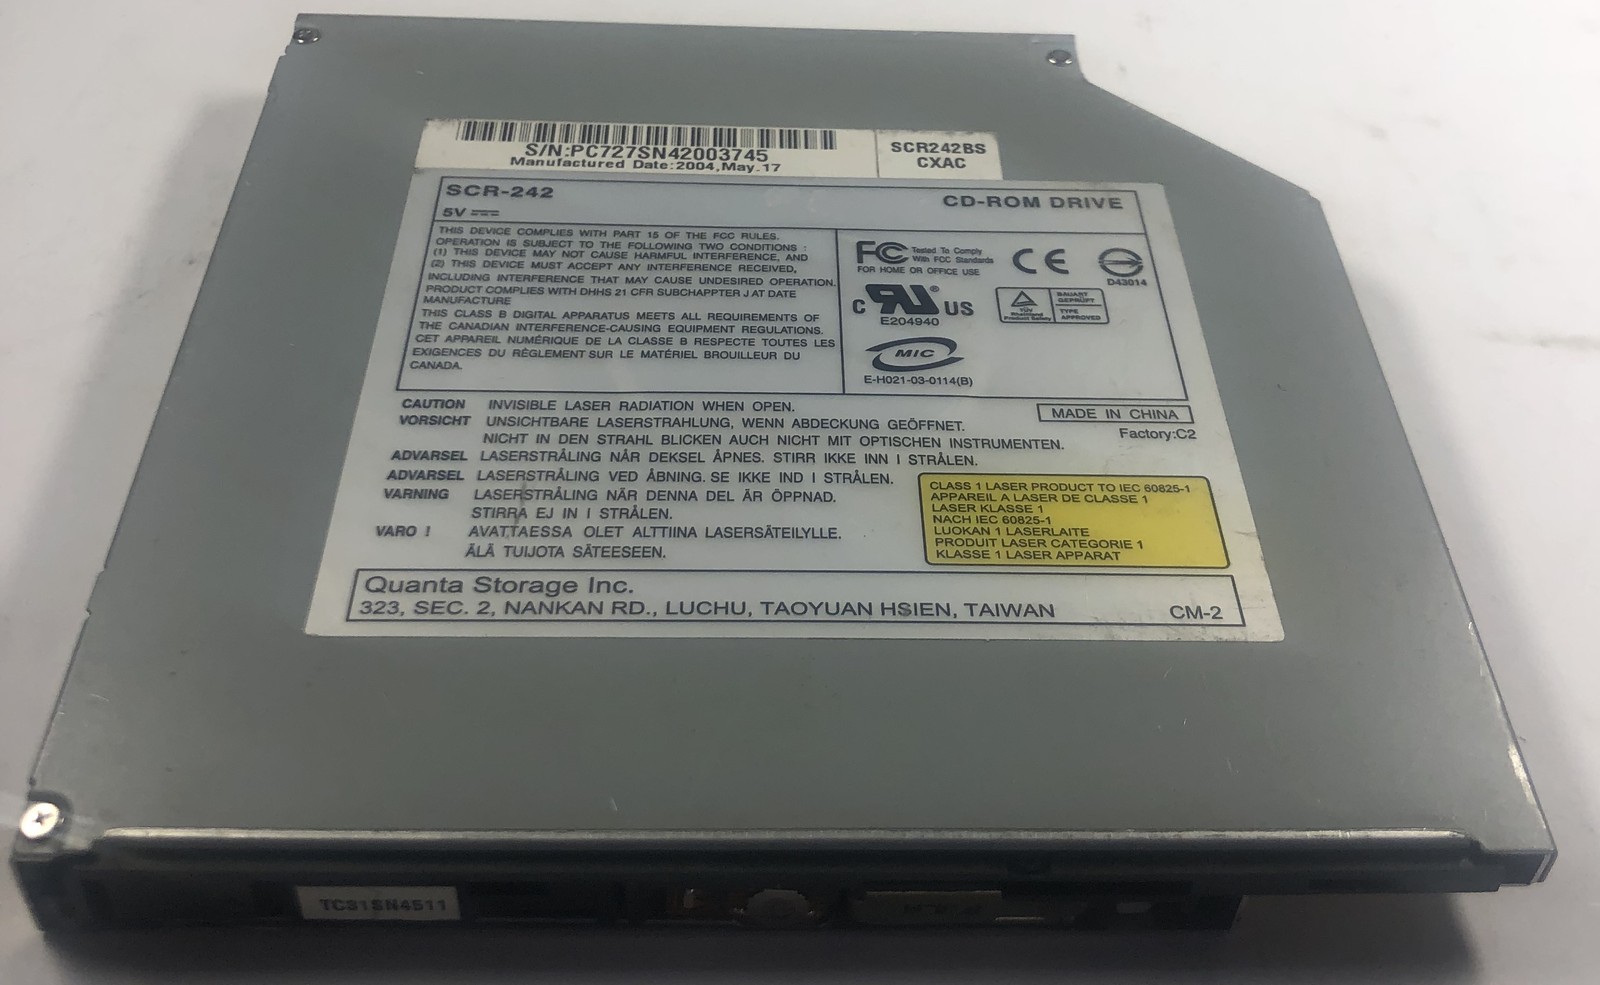 S/N:PC727SN42003745
Manufactured Date:2004,May.17
SCR242BS
CXAC
SCR-242
CD-ROM DRIVE
5V
THIS DEVICE COMPLIES WITH PART 15 OF THE FCC RULES.
OPERATION IS SUBJECT TO THE FOLLOWING TWO CONDITIONS :
(1) THIS DEVICE MAY NOT CAUSE HARMFUL INTERFERENCE, AND
(2) THIS DEVICE MUST ACCEPT ANY INTERFERENCE RECEIVED,
INCLUDING INTERFERENCE THAT MAY CAUSE UNDESIRED OPERATION.
PRODUCT COMPLIES WITH DHHS 21 CFR SUBCHAPPTER J AT DATE
MANUFACTURE
THIS CLASS B DIGITAL APPARATUS MEETS ALL REQUIREMENTS OF
THE CANADIAN INTERFERENCE-CAUSING EQUIPMENT REGULATIONS.
CET APPAREIL NUMÉRIQUE DE LA CLASSE B RESPECTE TOUTES LES
EXIGENCES DU RÈGLEMENT SUR LE MATÉRIEL BROUILLEUR DU
CANADA.
FC Tested To Comply
With FCC Standards
FOR HOME OR OFFICE USE
CE
D43014
C RU ® US
E204940
TÜV
Rheinland
Product Safety
BAUART
GEPRÜFT
TYPE
APPROVED
MIC
E-H021-03-0114(B)
CAUTION INVISIBLE LASER RADIATION WHEN OPEN.
VORSICHT UNSICHTBARE LASERSTRAHLUNG, WENN ABDECKUNG GEÖFFNET.
NICHT IN DEN STRAHL BLICKEN AUCH NICHT MIT OPTISCHEN INSTRUMENTEN.
ADVARSEL LASERSTRÅLING NÅR DEKSEL ÅPNES. STIRR IKKE INN I STRÅLEN.
ADVARSEL LASERSTRÅLING VED ÅBNING. SE IKKE IND I STRÅLEN.
VARNING LASERSTRÅLING NÄR DENNA DEL ÄR ÖPPNAD.
STIRRA EJ IN I STRÅLEN.
VARO ! AVATTAESSA OLET ALTTIINA LASERSÄTEILYLLE.
ÄLÄ TUIJOTA SÄTEESEEN.
MADE IN CHINA
Factory:C2
CLASS 1 LASER PRODUCT TO IEC 60825-1
APPAREIL A LASER DE CLASSE 1
LASER KLASSE 1
NACH IEC 60825-1
LUOKAN 1 LASERLAITE
PRODUIT LASER CATEGORIE 1
KLASSE 1 LASER APPARAT
Quanta Storage Inc.
323, SEC. 2, NANKAN RD., LUCHU, TAOYUAN HSIEN, TAIWAN
CM-2
TC31SN4511